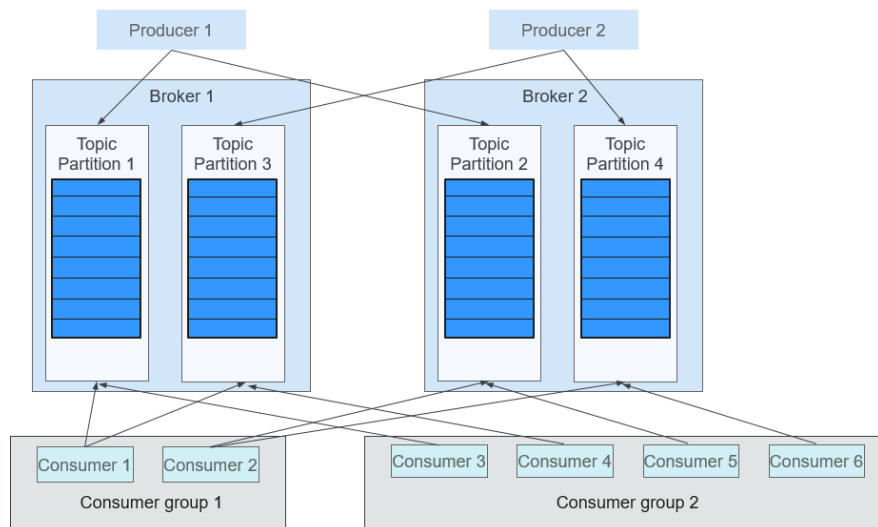 Producer 1
Producer 2
Broker 1
Broker 2
Topic
Partition 1
Topic
Partition 3
Topic
Partition 2
Topic
Partition 4
Consumer 1
Consumer 2
Consumer group 1
Consumer 3
Consumer 4
Consumer 5
Consumer 6
Consumer group 2